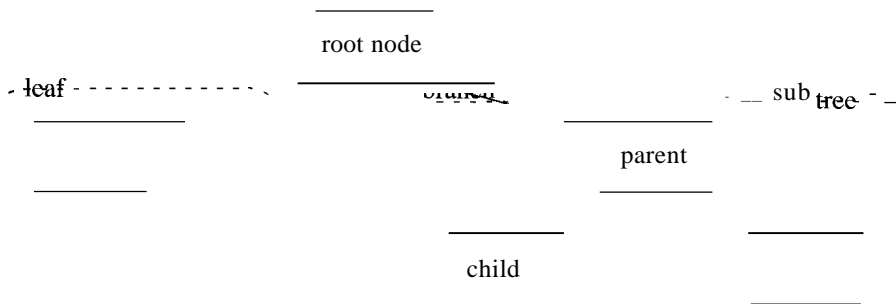 root node
leaf
sub tree
parent
child